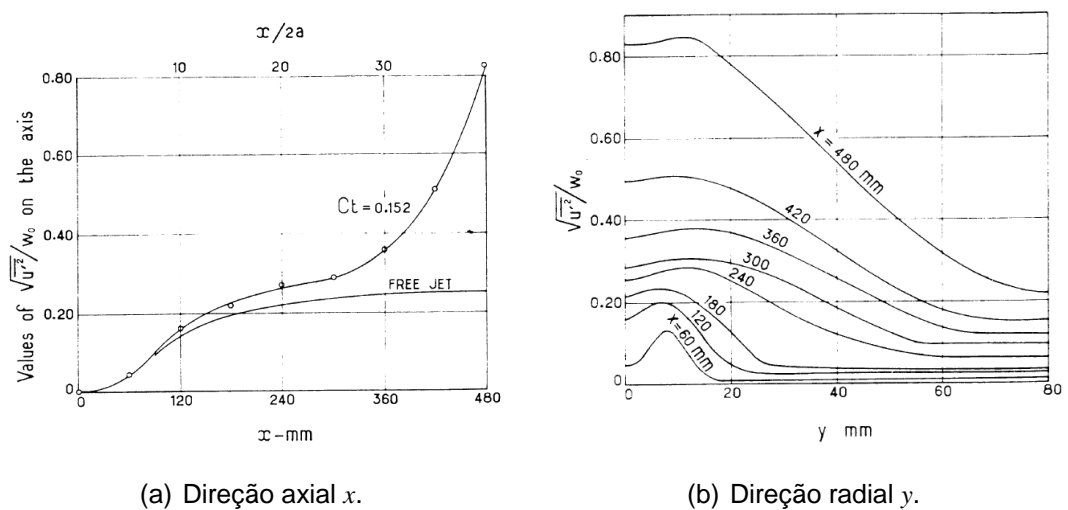 x/2a
10 20 30 40
Values of √u'²/w₀ on the axis
0.80
0.60
0.40
0.20
0
Ct = 0.152
FREE JET
0 120 240 360 480
x-mm
(a) Direção axial x.
√u'²/w₀
0.80
0.60
0.40
0.20
0
x = 480 mm
420
360
300
240
180
120
x=60 mm
0 20 40 60 80
y mm
(b) Direção radial y.